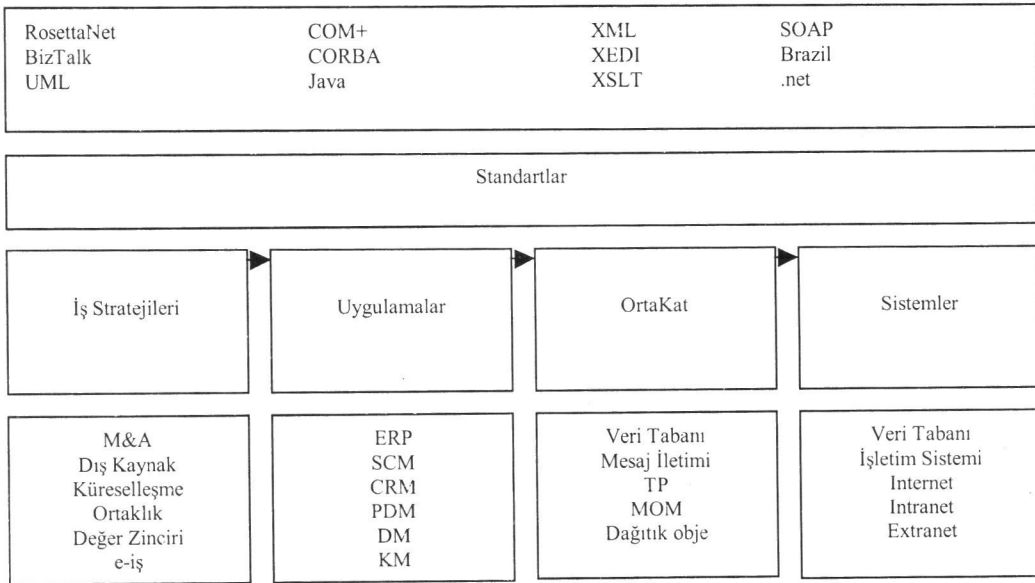 RosettaNet COM+ XML SOAP
BizTalk CORBA XEDI Brazil
UML Java XSLT .net
Standartlar
İş Stratejileri Uygulamalar OrtaKat Sistemler
M&A
Dış Kaynak
Küreselleşme
Ortaklık
Değer Zinciri
e-iş
ERP
SCM
CRM
PDM
DM
KM
Veri Tabanı
Mesaj İletimi
TP
MOM
Dağıtık obje
Veri Tabanı
İşletim Sistemi
Internet
Intranet
Extranet